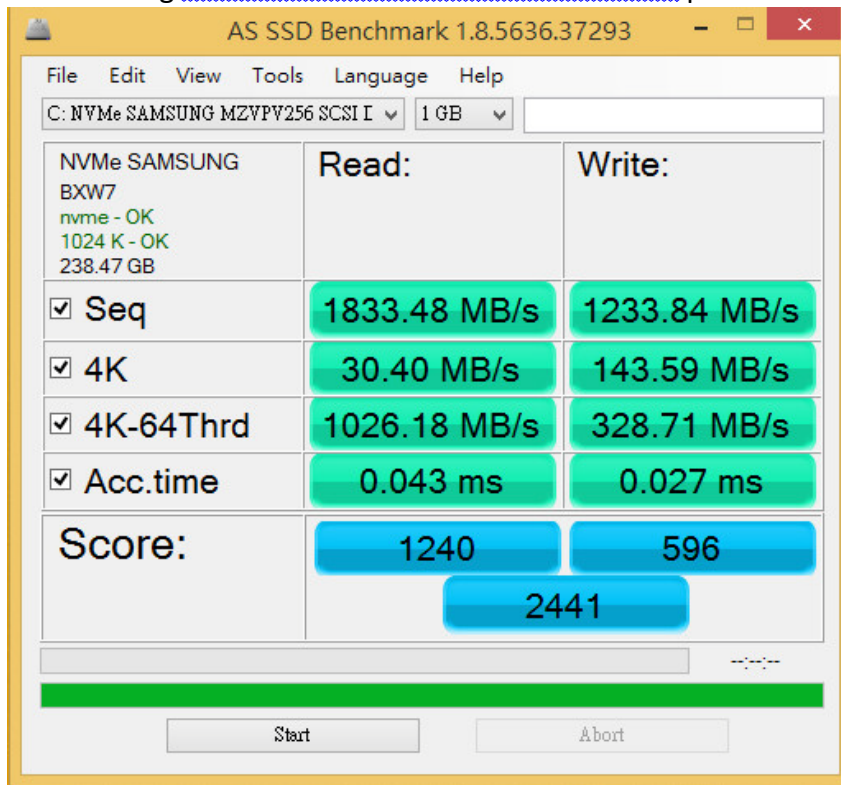 AS SSD Benchmark 1.8.5636.37293
File Edit View Tools Language Help
C: NVMe SAMSUNG MZVPV256 SCSI 1 GB
NVMe SAMSUNG Read: Write:
BXW7
nvme - OK
1024 K - OK
238.47 GB
Seq 1833.48 MB/s 1233.84 MB/s
4K 30.40 MB/s 143.59 MB/s
4K-64Thrd 1026.18 MB/s 328.71 MB/s
Acc.time 0.043 ms 0.027 ms
Score: 1240 596
2441
--:--:--
Start Abort